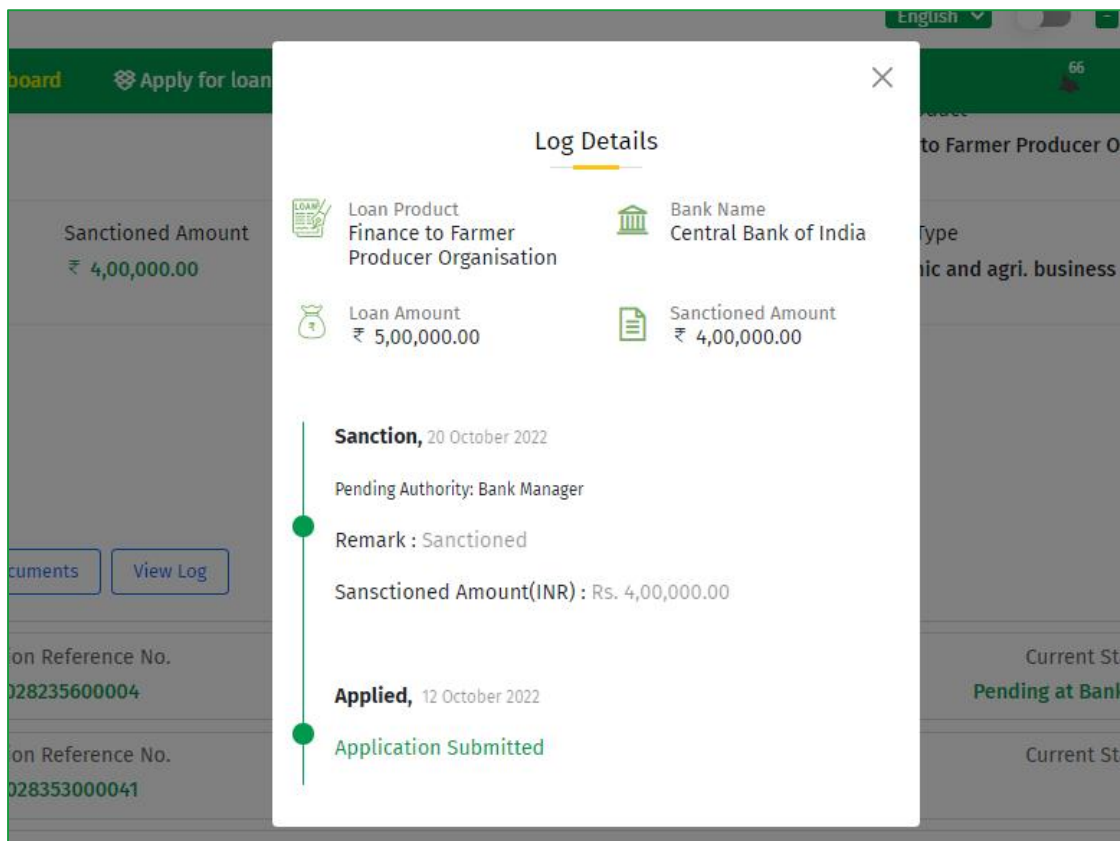 English
board
Apply for loan
66
to Farmer Producer O
Sanctioned Amount
₹ 4,00,000.00
Type
nic and agri. business
Log Details
LOAN
Loan Product
Finance to Farmer
Producer Organisation
Bank Name
Central Bank of India
Loan Amount
₹ 5,00,000.00
Sanctioned Amount
₹ 4,00,000.00
Sanction, 20 October 2022
Pending Authority: Bank Manager
Remark : Sanctioned
Sansctioned Amount(INR) : Rs. 4,00,000.00
cuments
View Log
on Reference No.
028235600004
Current St
Pending at Bank
Applied, 12 October 2022
Application Submitted
on Reference No.
028353000041
Current St